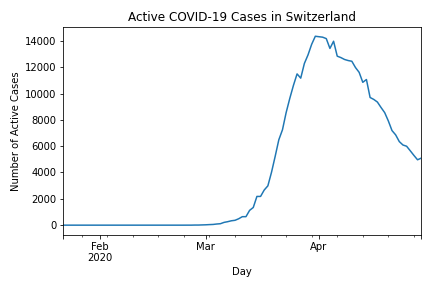 Active COVID-19 Cases in Switzerland
14000
12000
10000
8000
6000
4000
2000
0
Number of Active Cases
Feb
2020
Mar
Apr
Day